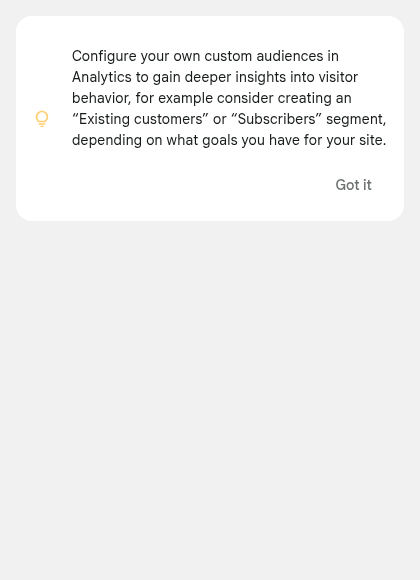 Configure your own custom audiences in
Analytics to gain deeper insights into visitor
behavior, for example consider creating an
“Existing customers” or “Subscribers” segment,
depending on what goals you have for your site.
Got it